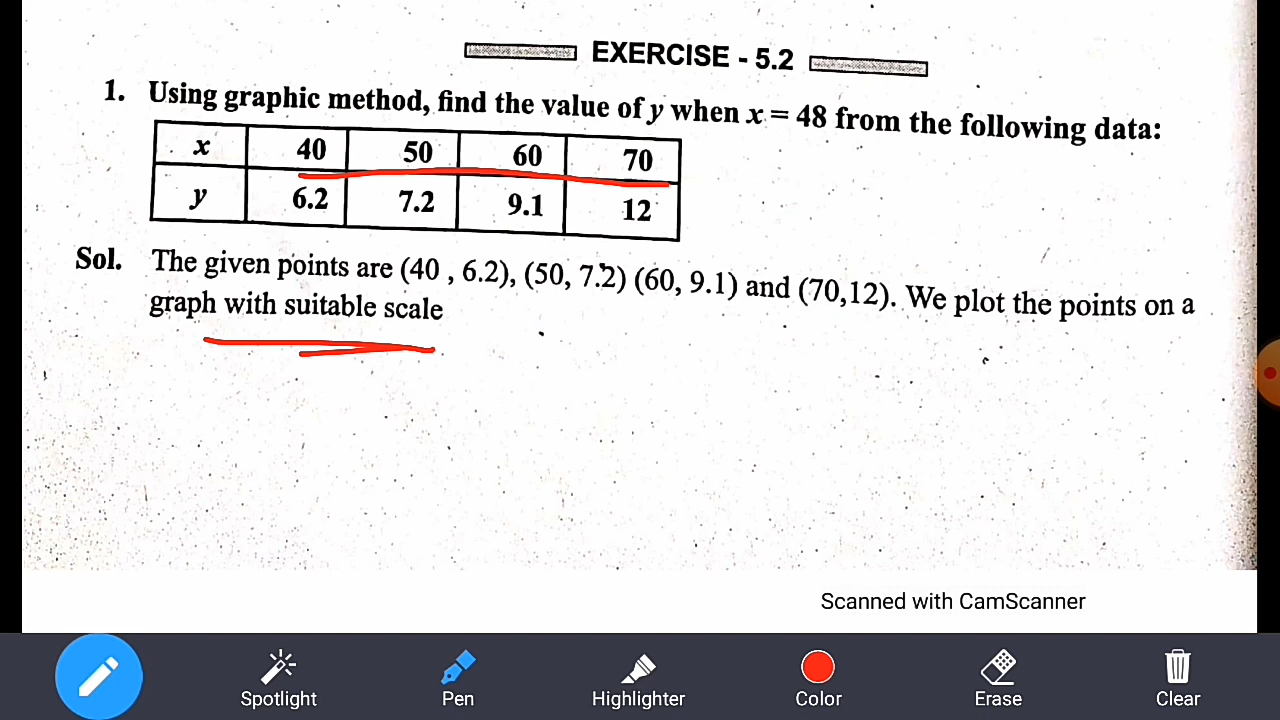 EXERCISE - 5.2
1. Using graphic method, find the value of y when x = 48 from the following data:
x 40 50 60 70
y 6.2 7.2 9.1 12
Sol. The given points are (40 , 6.2), (50, 7.2) (60, 9.1) and (70,12). We plot the points on a
graph with suitable scale
Scanned with CamScanner
Spotlight Pen Highlighter Color Erase Clear